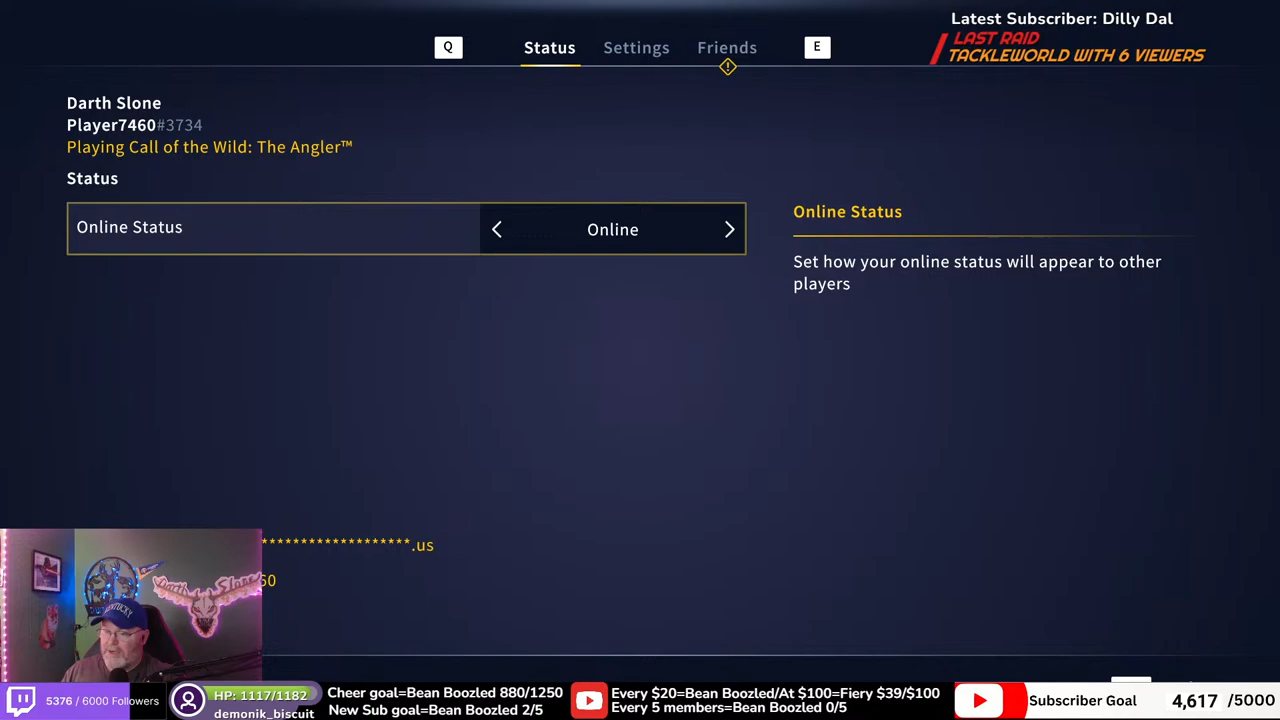 Latest Subscriber: Dilly Dal
LAST RAID
TACKLEWORLD WITH 6 VIEWERS
Q
Status
Settings
Friends
E
Darth Slone
Player7460#3734
Playing Call of the Wild: The Angler™
Status
Online Status
Online
Online Status
Set how your online status will appear to other
players
*******************.us
60
Darth Slone
KENTUCKY
5376 / 6000 Followers
HP: 1117/1182
demonik_biscuit
Cheer goal=Bean Boozled 880/1250
New Sub goal=Bean Boozled 2/5
Every $20=Bean Boozled/At $100=Fiery $39/$100
Every 5 members=Bean Boozled 0/5
Subscriber Goal
4,617 /5000